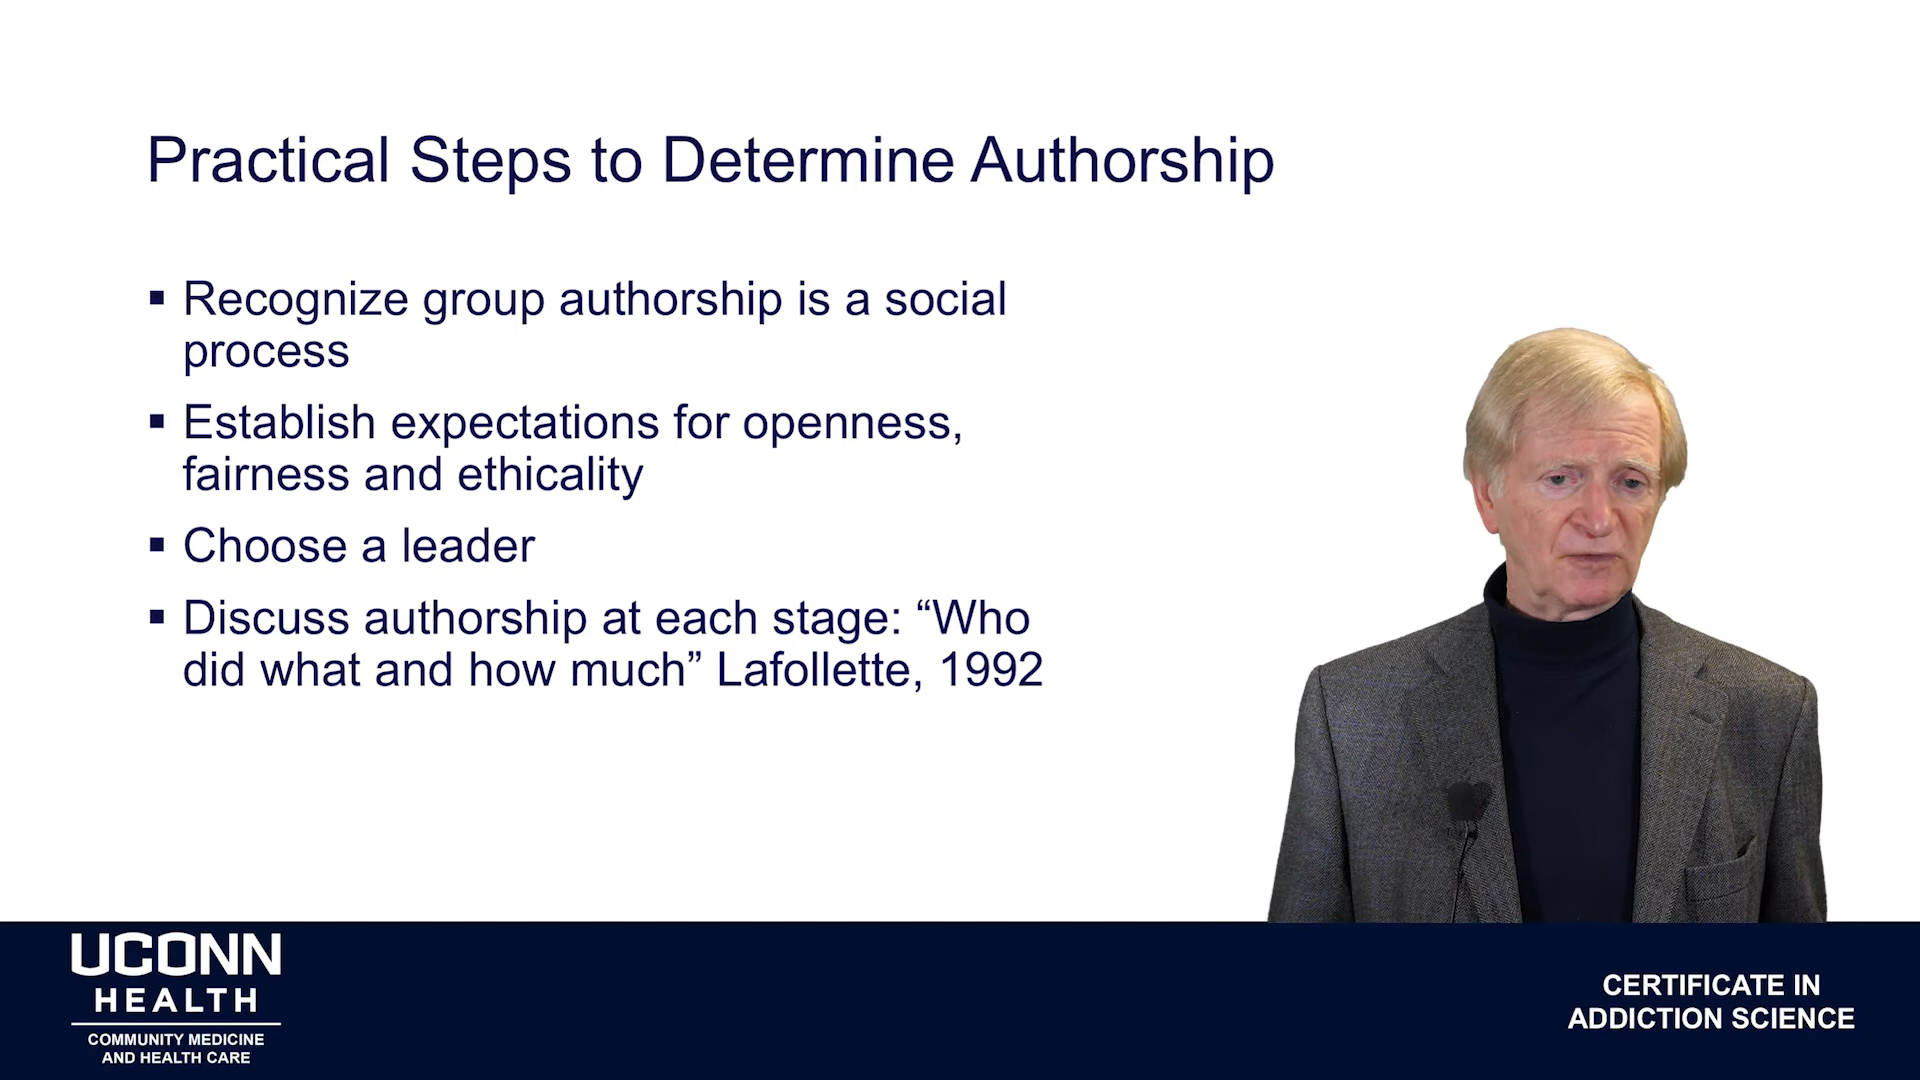 Practical Steps to Determine Authorship
▪ Recognize group authorship is a social
process
▪ Establish expectations for openness,
fairness and ethicality
▪ Choose a leader
▪ Discuss authorship at each stage: “Who
did what and how much” Lafollette, 1992
UCONN
HEALTH
COMMUNITY MEDICINE
AND HEALTH CARE
CERTIFICATE IN
ADDICTION SCIENCE